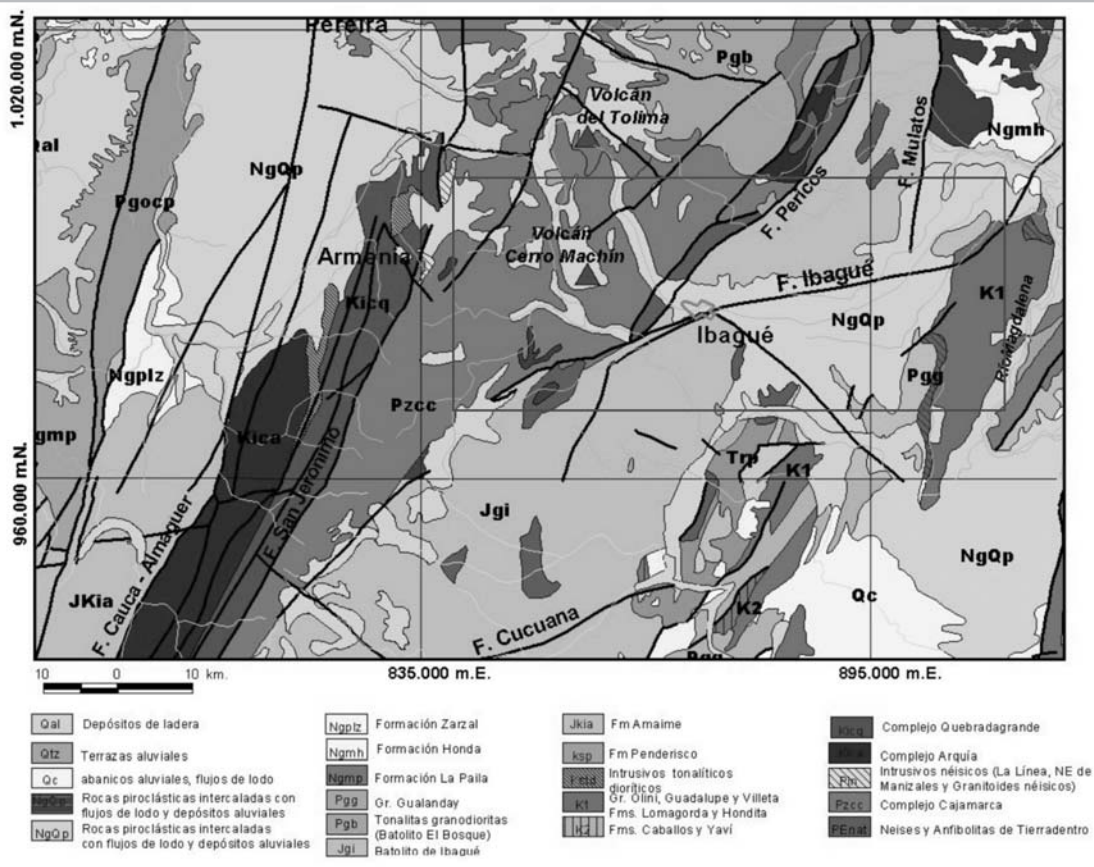 Pereira
1.020.000 m.N.
Pgb
Volcán
del Tolima
Ngmh
F. Mulatos
NgQp
Pgocp
F. Pericos
Volcán
Cerro Machín
Armenia
Kicq
F. Ibagué
K1
Río Magdalena
Ibagué
NgQp
Pgg
Ngplz
Pzcc
gmp
Kica
F. San Jerónimo
Trp
K1
960.000 m.N.
Jgi
NgQp
F. Cauca - Almaguer
JKia
Qc
K2
F. Cucuana
10 0 10 km.
835.000 m.E.
895.000 m.E.
Qal Depósitos de ladera
Qtz Terrazas aluviales
Qc abanicos aluviales, flujos de lodo
NgQp Rocas piroclásticas intercaladas con
flujos de lodo y depósitos aluviales
NgQp Rocas piroclásticas intercaladas
con flujos de lodo y depósitos aluviales
Ngplz Formación Zarzal
Ngmh Formación Honda
Ngmp Formación La Paila
Pgg Gr. Gualanday
Pgb Tonalitas granodioritas
(Batolito El Bosque)
Jgi Batolito de Ibagué
Jkia Fm Amaime
ksp Fm Penderisco
Intrusivos tonalíticos
dioríticos
K1 Gr. Olini, Guadalupe y Villeta
Fms. Lomagorda y Hondita
K2 Fms. Caballos y Yaví
Kicq Complejo Quebradagrande
Complejo Arquía
Intrusivos néisicos (La Línea, NE de
Manizales y Granitoides néisicos)
Pzcc Complejo Cajamarca
PEnat Neises y Anfibolitas de Tierradentro